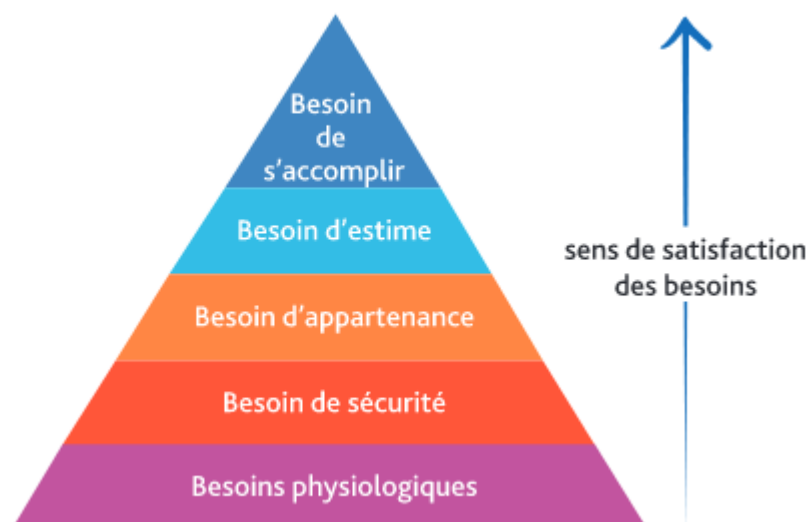 Besoin
de
s'accomplir
Besoin d'estime
Besoin d'appartenance
Besoin de sécurité
Besoins physiologiques
sens de satisfaction
des besoins